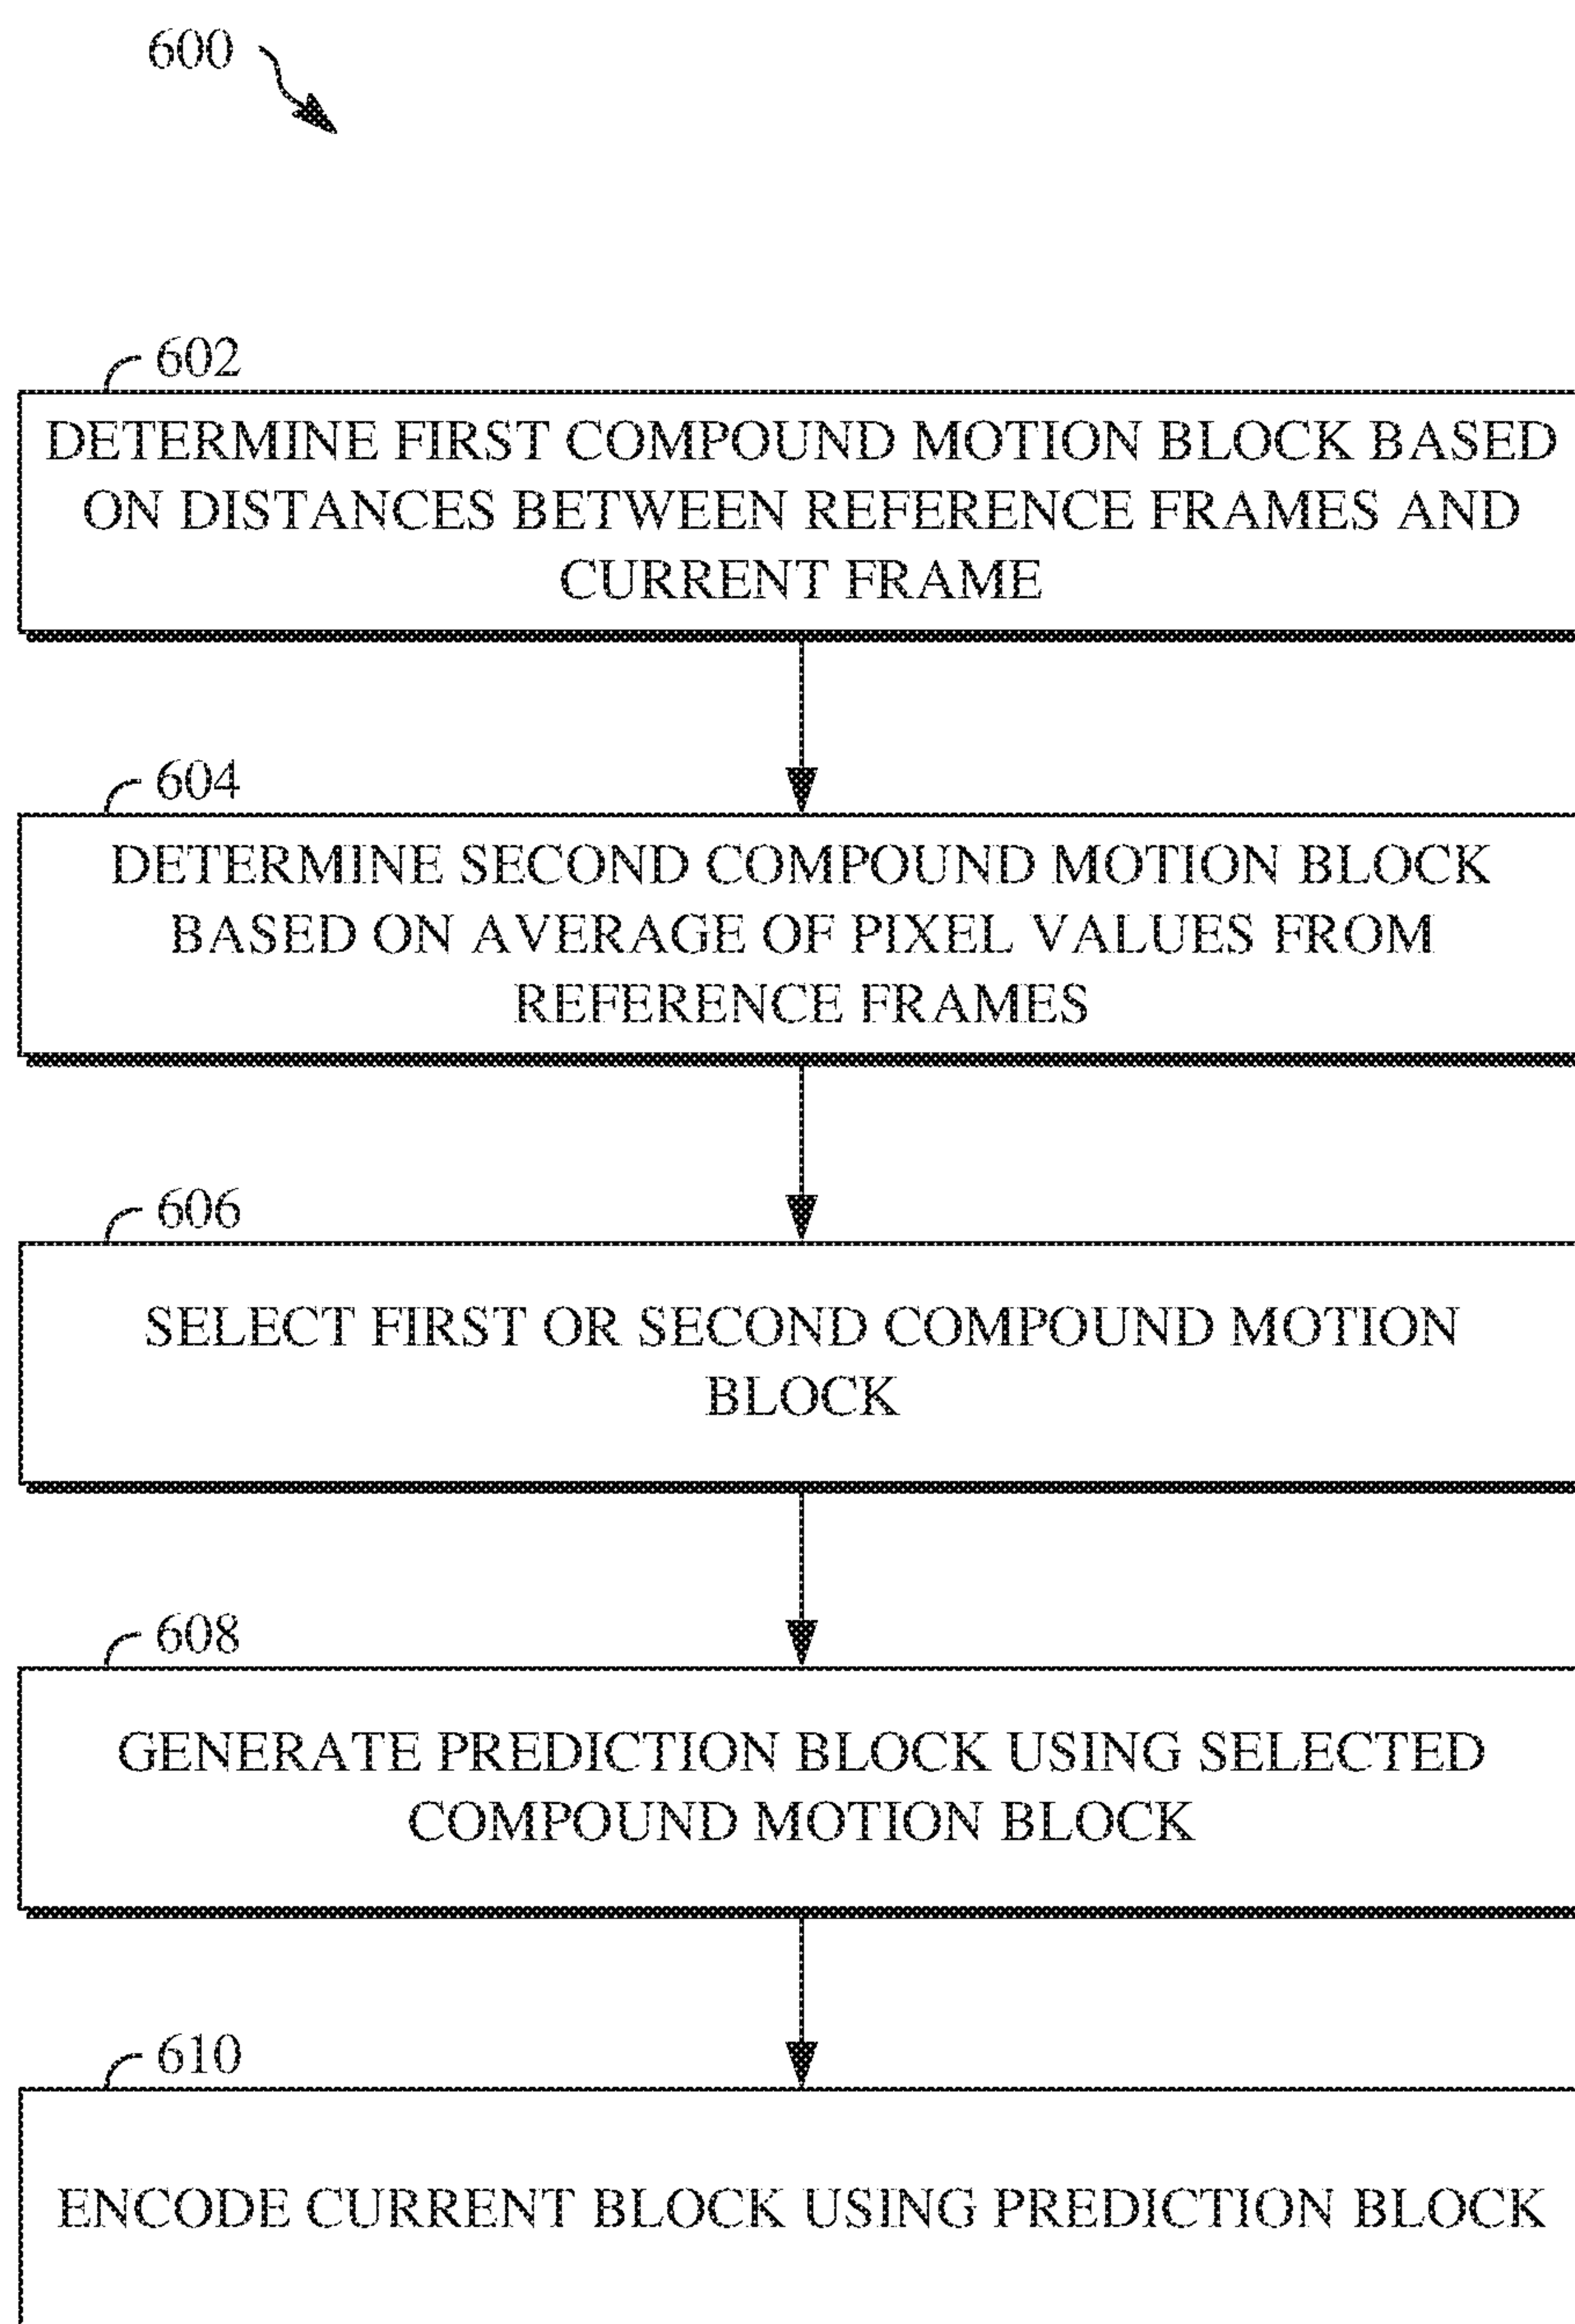 600
602
DETERMINE FIRST COMPOUND MOTION BLOCK BASED
ON DISTANCES BETWEEN REFERENCE FRAMES AND
CURRENT FRAME
604
DETERMINE SECOND COMPOUND MOTION BLOCK
BASED ON AVERAGE OF PIXEL VALUES FROM
REFERENCE FRAMES
606
SELECT FIRST OR SECOND COMPOUND MOTION
BLOCK
608
GENERATE PREDICTION BLOCK USING SELECTED
COMPOUND MOTION BLOCK
610
ENCODE CURRENT BLOCK USING PREDICTION BLOCK